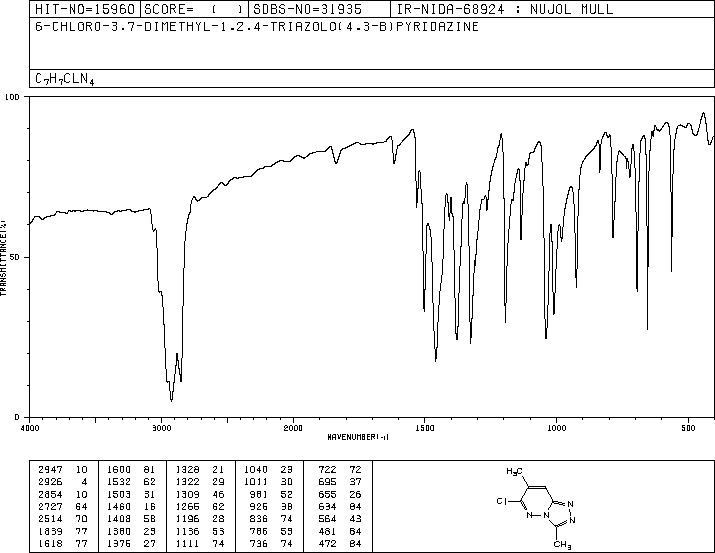 HIT-NO=15960 SCORE= ( ) SDBS-NO=31935 IR-NIDA-68924 : NUJOL MULL
6-CHLORO-3,7-DIMETHYL-1,2,4-TRIAZOLO(4,3-B)PYRIDAZINE
C7H7CLN4
100
50
0
TRANSMITTANCE(%)
4000 3000 2000 1500 1000 500
WAVENUMBER(-1)
2947 10 1600 81 1328 21 1040 23 722 72
2926 4 1532 62 1322 29 1011 30 695 37
2854 10 1503 31 1309 46 981 52 655 26
2727 64 1460 16 1266 62 926 38 634 84
2514 70 1408 58 1196 28 836 74 564 43
1839 77 1380 29 1136 53 786 53 481 84
1618 77 1376 27 1111 74 736 74 472 84
H3C
Cl
N
N
N
N
CH3